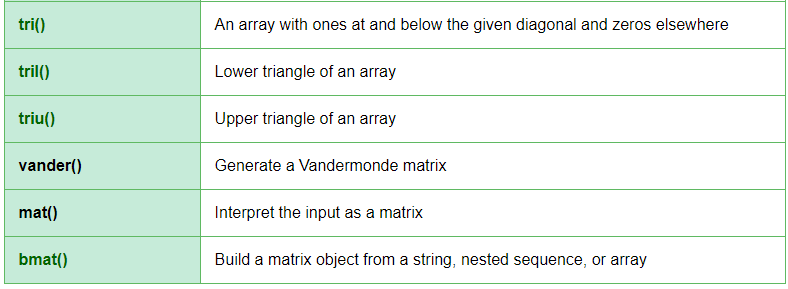 tri() An array with ones at and below the given diagonal and zeros elsewhere
tril() Lower triangle of an array
triu() Upper triangle of an array
vander() Generate a Vandermonde matrix
mat() Interpret the input as a matrix
bmat() Build a matrix object from a string, nested sequence, or array